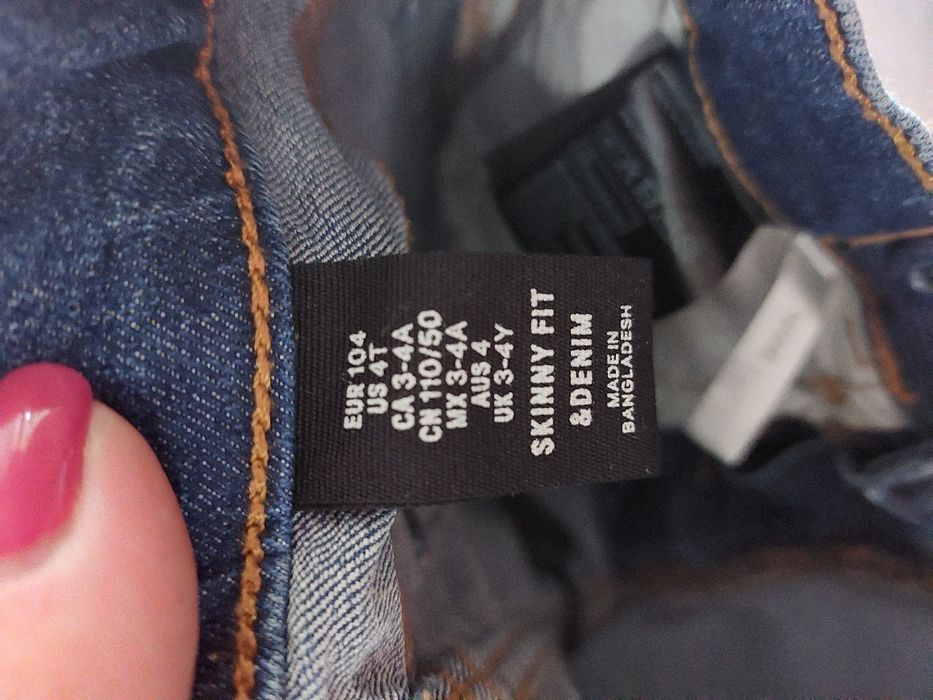 EUR 104
US 4T
CA 3-4A
CN 110/50
MX 3-4A
AUS 4
UK 3-4Y
SKINNY FIT
&DENIM
MADE IN
BANGLADESH